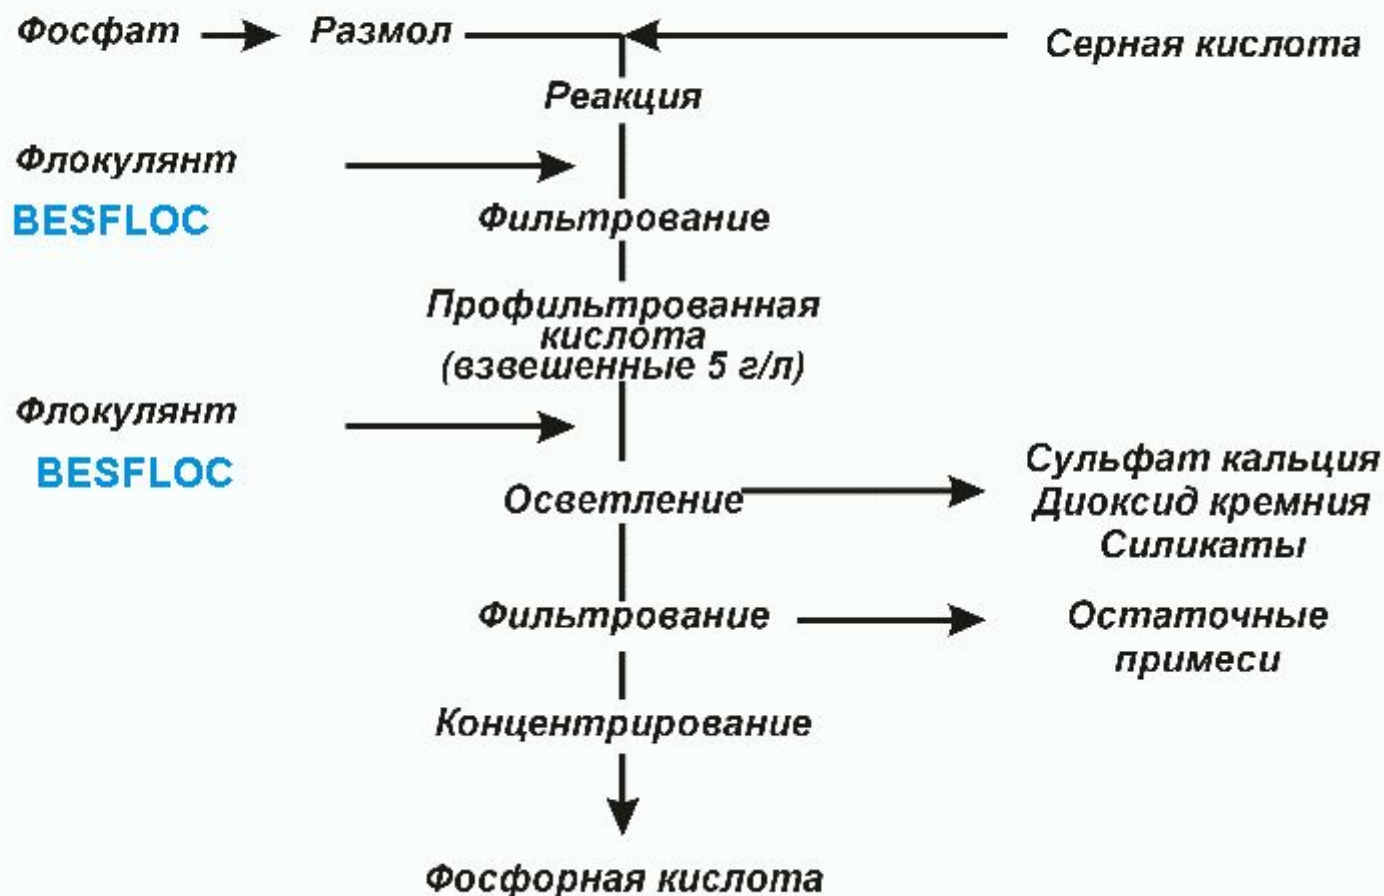 Фосфат
Размол
Серная кислота
Реакция
Флокулянт
BESFLOC
Фильтрование
Профильтрованная
кислота
(взвешенные 5 г/л)
Флокулянт
BESFLOC
Осветление
Сульфат кальция
Диоксид кремния
Силикаты
Фильтрование
Остаточные
примеси
Концентрирование
Фосфорная кислота